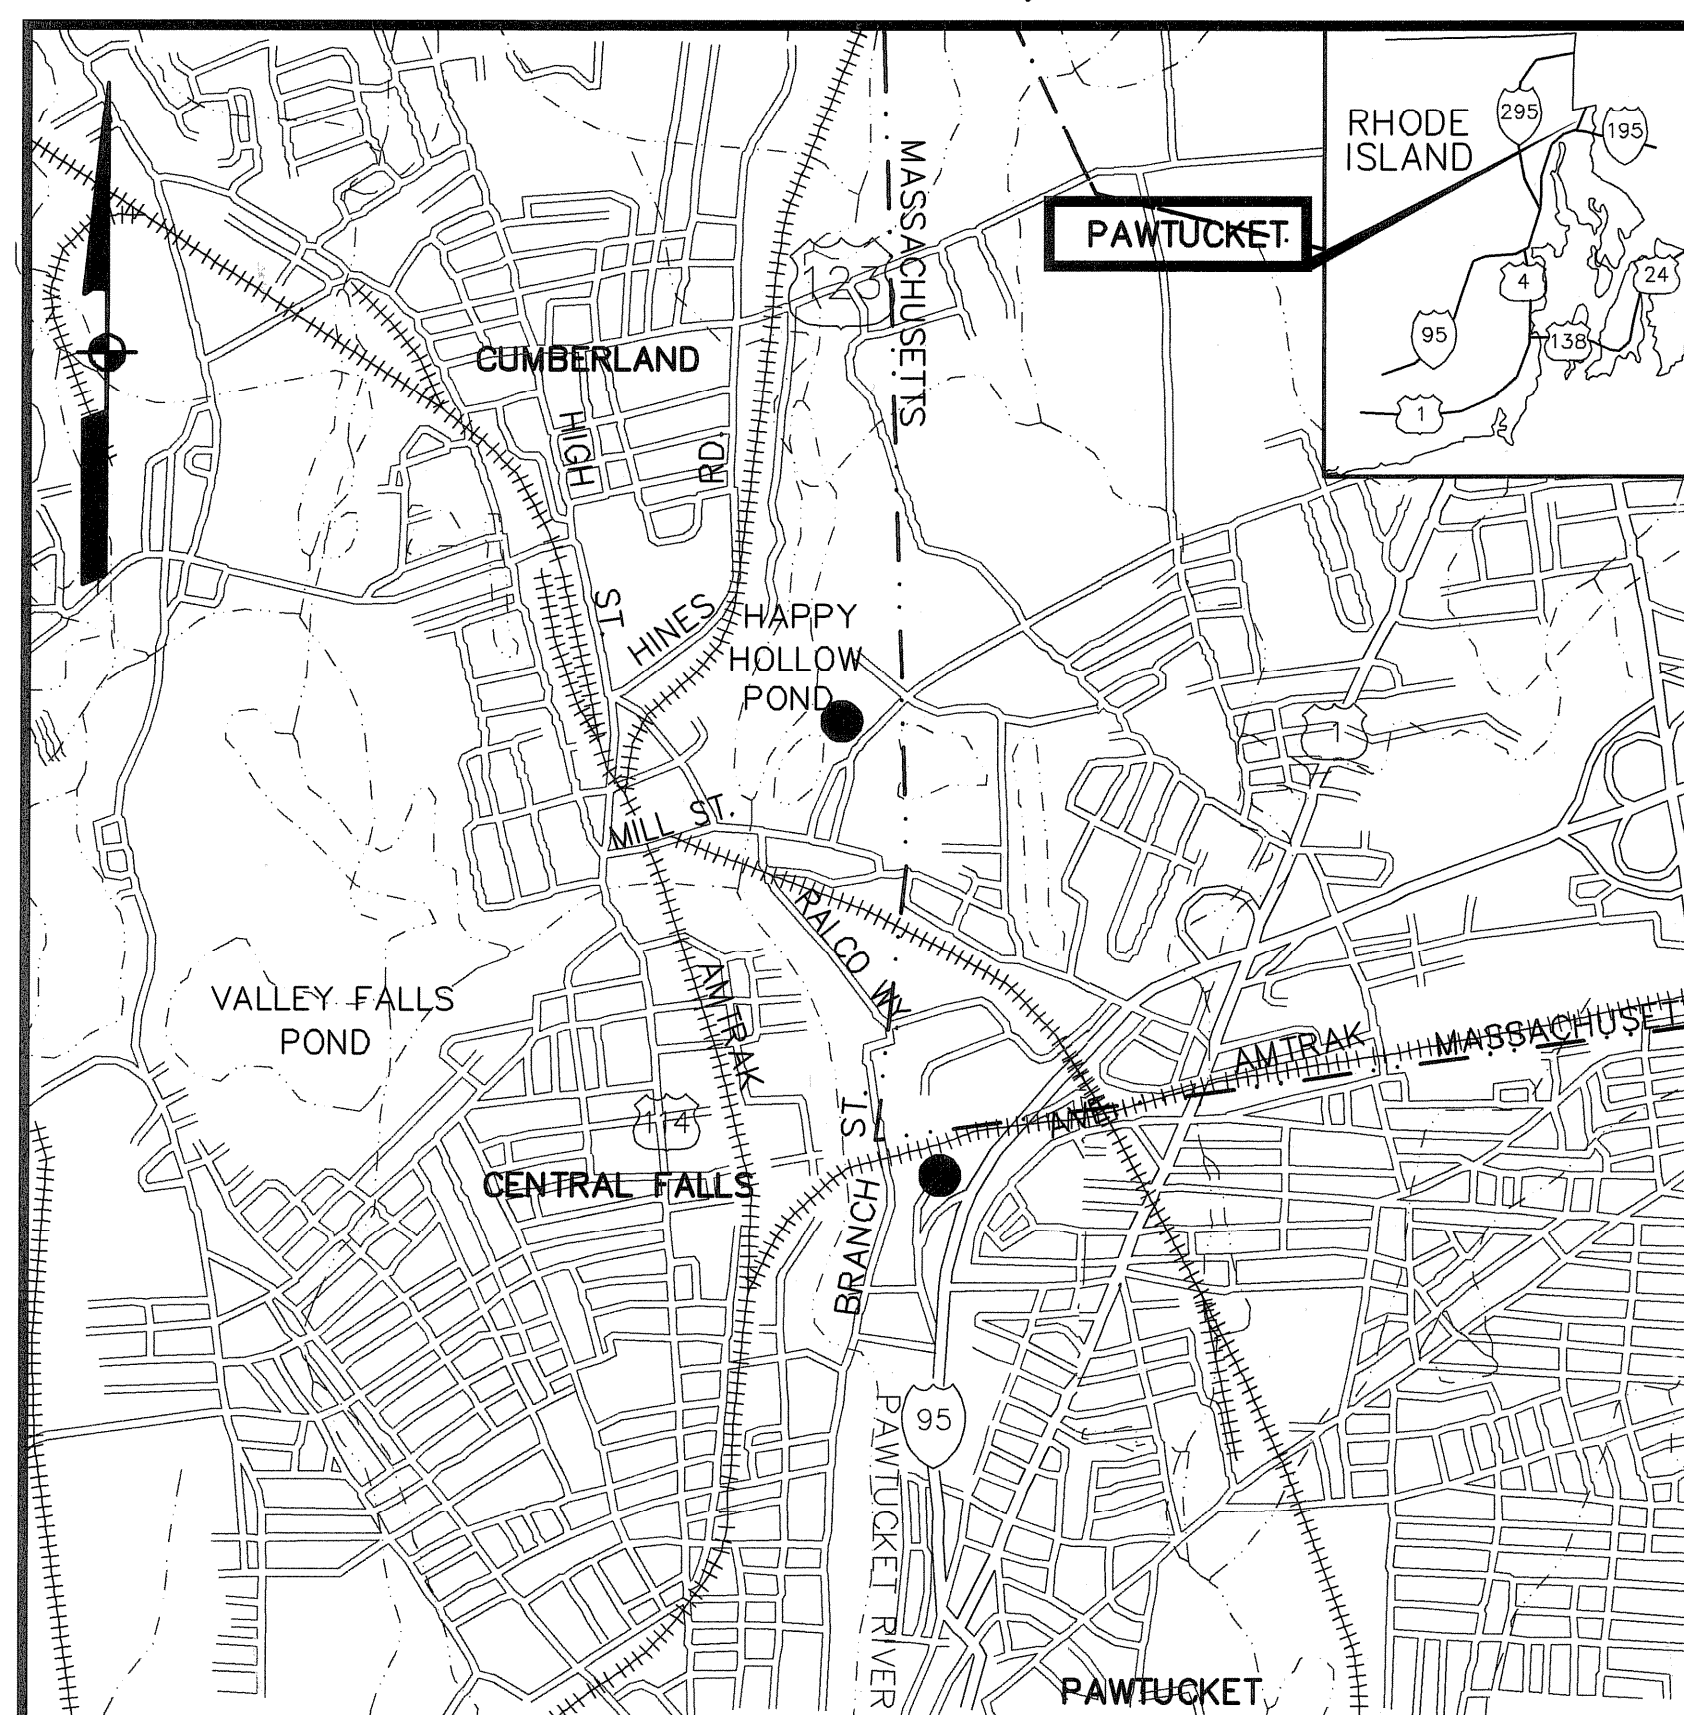 RHODE
ISLAND
295
195
4
24
95
138
1
PAWTUCKET
MASSACHUSETTS
123
CUMBERLAND
HIGH
ST.
HINES
RD.
HAPPY
HOLLOW
POND
1
MILL ST.
RALCO WY.
VALLEY FALLS
POND
AMTRAK
AMTRAK
MASSACHUSET
114
CENTRAL FALLS
BRANCH ST.
95
PAWTUCKET RIVER
PAWTUCKET